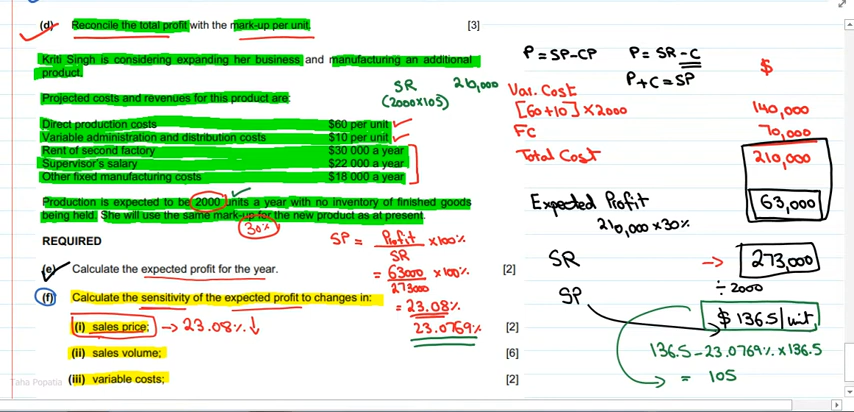 (d) Reconcile the total profit with the mark-up per unit. [3]
Kriti Singh is considering expanding her business and manufacturing an additional
product.
Projected costs and revenues for this product are:
Direct production costs $60 per unit
Variable administration and distribution costs $10 per unit
Rent of second factory $30 000 a year
Supervisor's salary $22 000 a year
Other fixed manufacturing costs $18 000 a year
Production is expected to be 2000 units a year with no inventory of finished goods
being held. She will use the same mark-up for the new product as at present.
30%
REQUIRED
(e) Calculate the expected profit for the year. [2]
(f) Calculate the sensitivity of the expected profit to changes in:
(i) sales price; → 23.08% ↓ [2]
(ii) sales volume; [6]
(iii) variable costs; [2]
Taha Popatia
SR 210,000
(2000x105)
SP = Profit x100%
= 63000 x 100%
273000
= 23.08%
23.0769%
P = SP-CP P = SR-C
P+C=SP
$
Var. Cost
[60+10] x 2000 140,000
FC 70,000
Total Cost 210,000
Expected Profit 63,000
210,000 x 30%
SR → 273,000
÷ 2000
SP $136.5/unit
136.5-23.0769% x 136.5
= 105